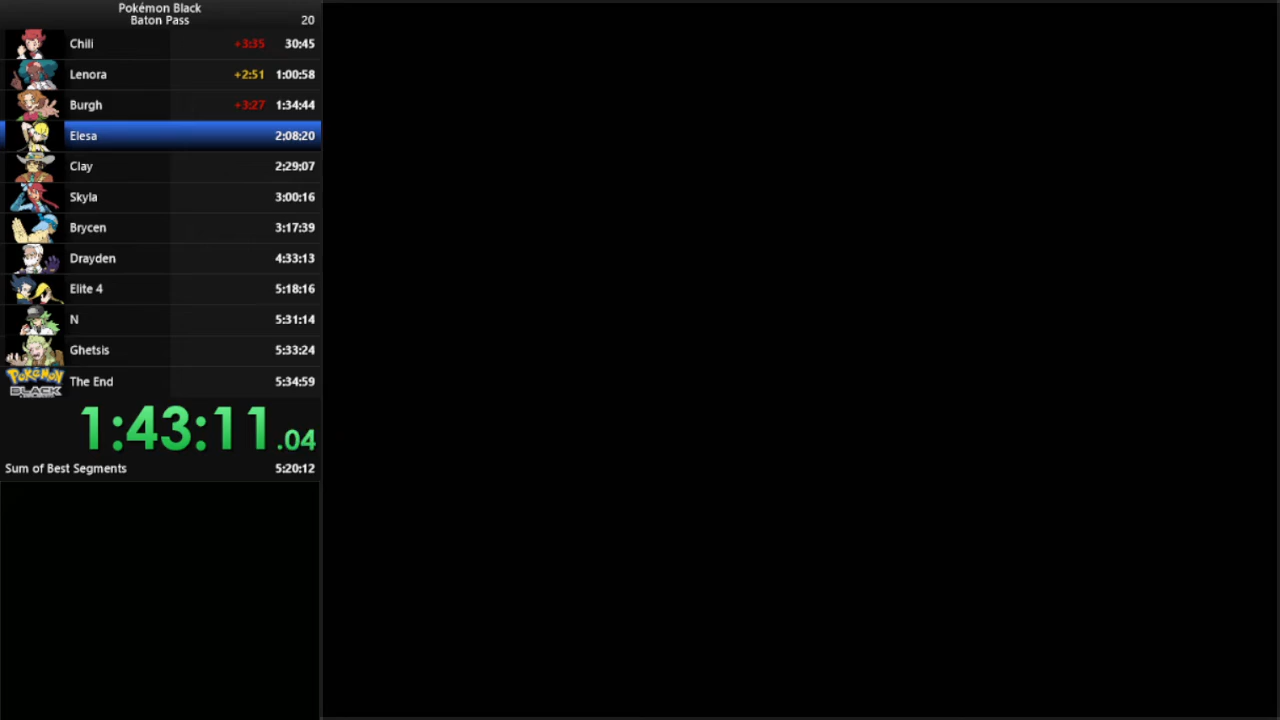 Pokémon Black
Baton Pass 20
Chili +3:35 30:45
Lenora +2:51 1:00:58
Burgh +3:27 1:34:44
Elesa 2:08:20
Clay 2:29:07
Skyla 3:00:16
Brycen 3:17:39
Drayden 4:33:13
Elite 4 5:18:16
N 5:31:14
Ghetsis 5:33:24
POKéMON BLACK The End 5:34:59
1:43:11.04
Sum of Best Segments 5:20:12